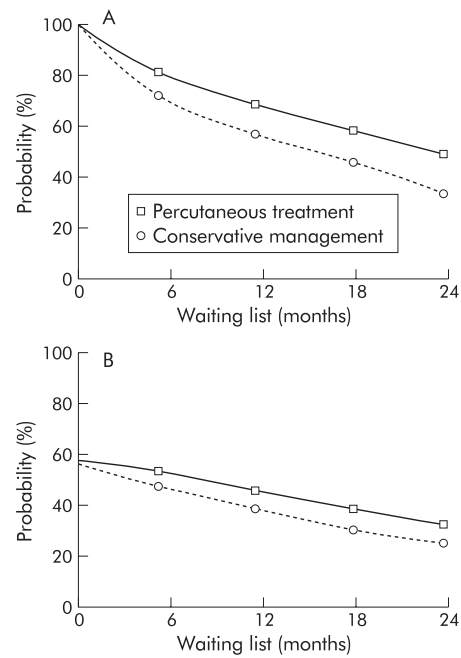 A
100
80
60
40
20
0
Probability (%)
Percutaneous treatment
Conservative management
0 6 12 18 24
Waiting list (months)
B
100
80
60
40
20
0
Probability (%)
0 6 12 18 24
Waiting list (months)